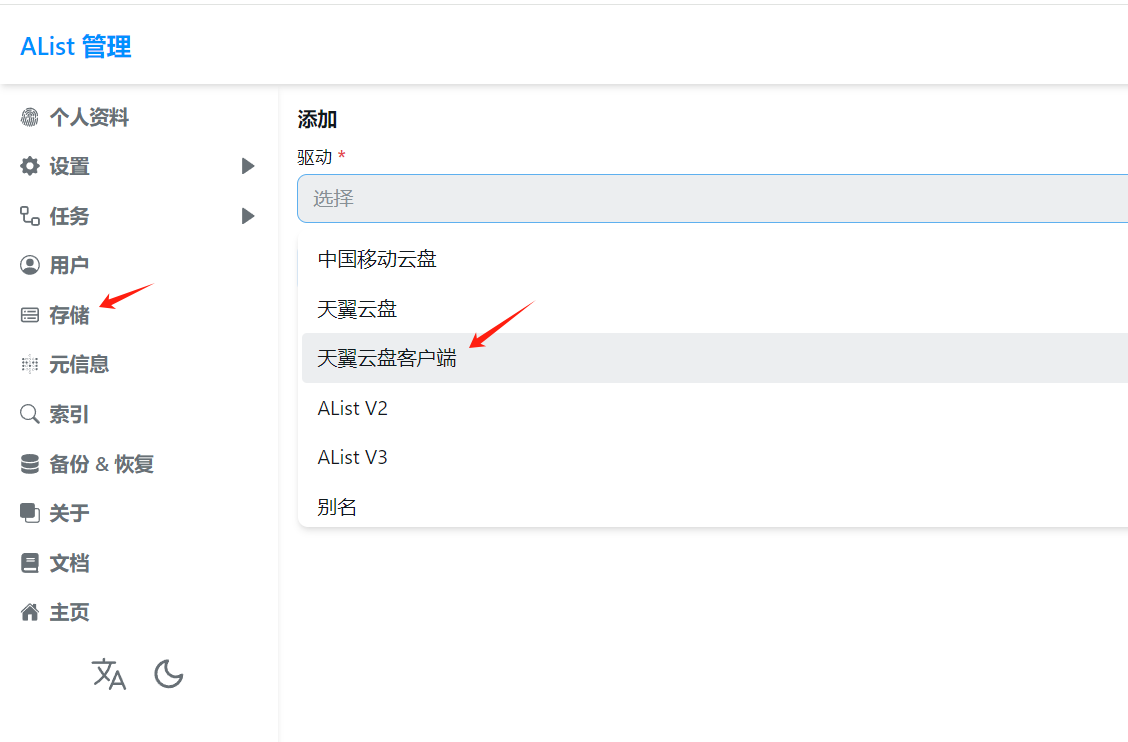 AList 管理
个人资料
设置
任务
用户
存储
元信息
索引
备份 & 恢复
关于
文档
主页
添加
驱动 *
选择
中国移动云盘
天翼云盘
天翼云盘客户端
AList V2
AList V3
别名